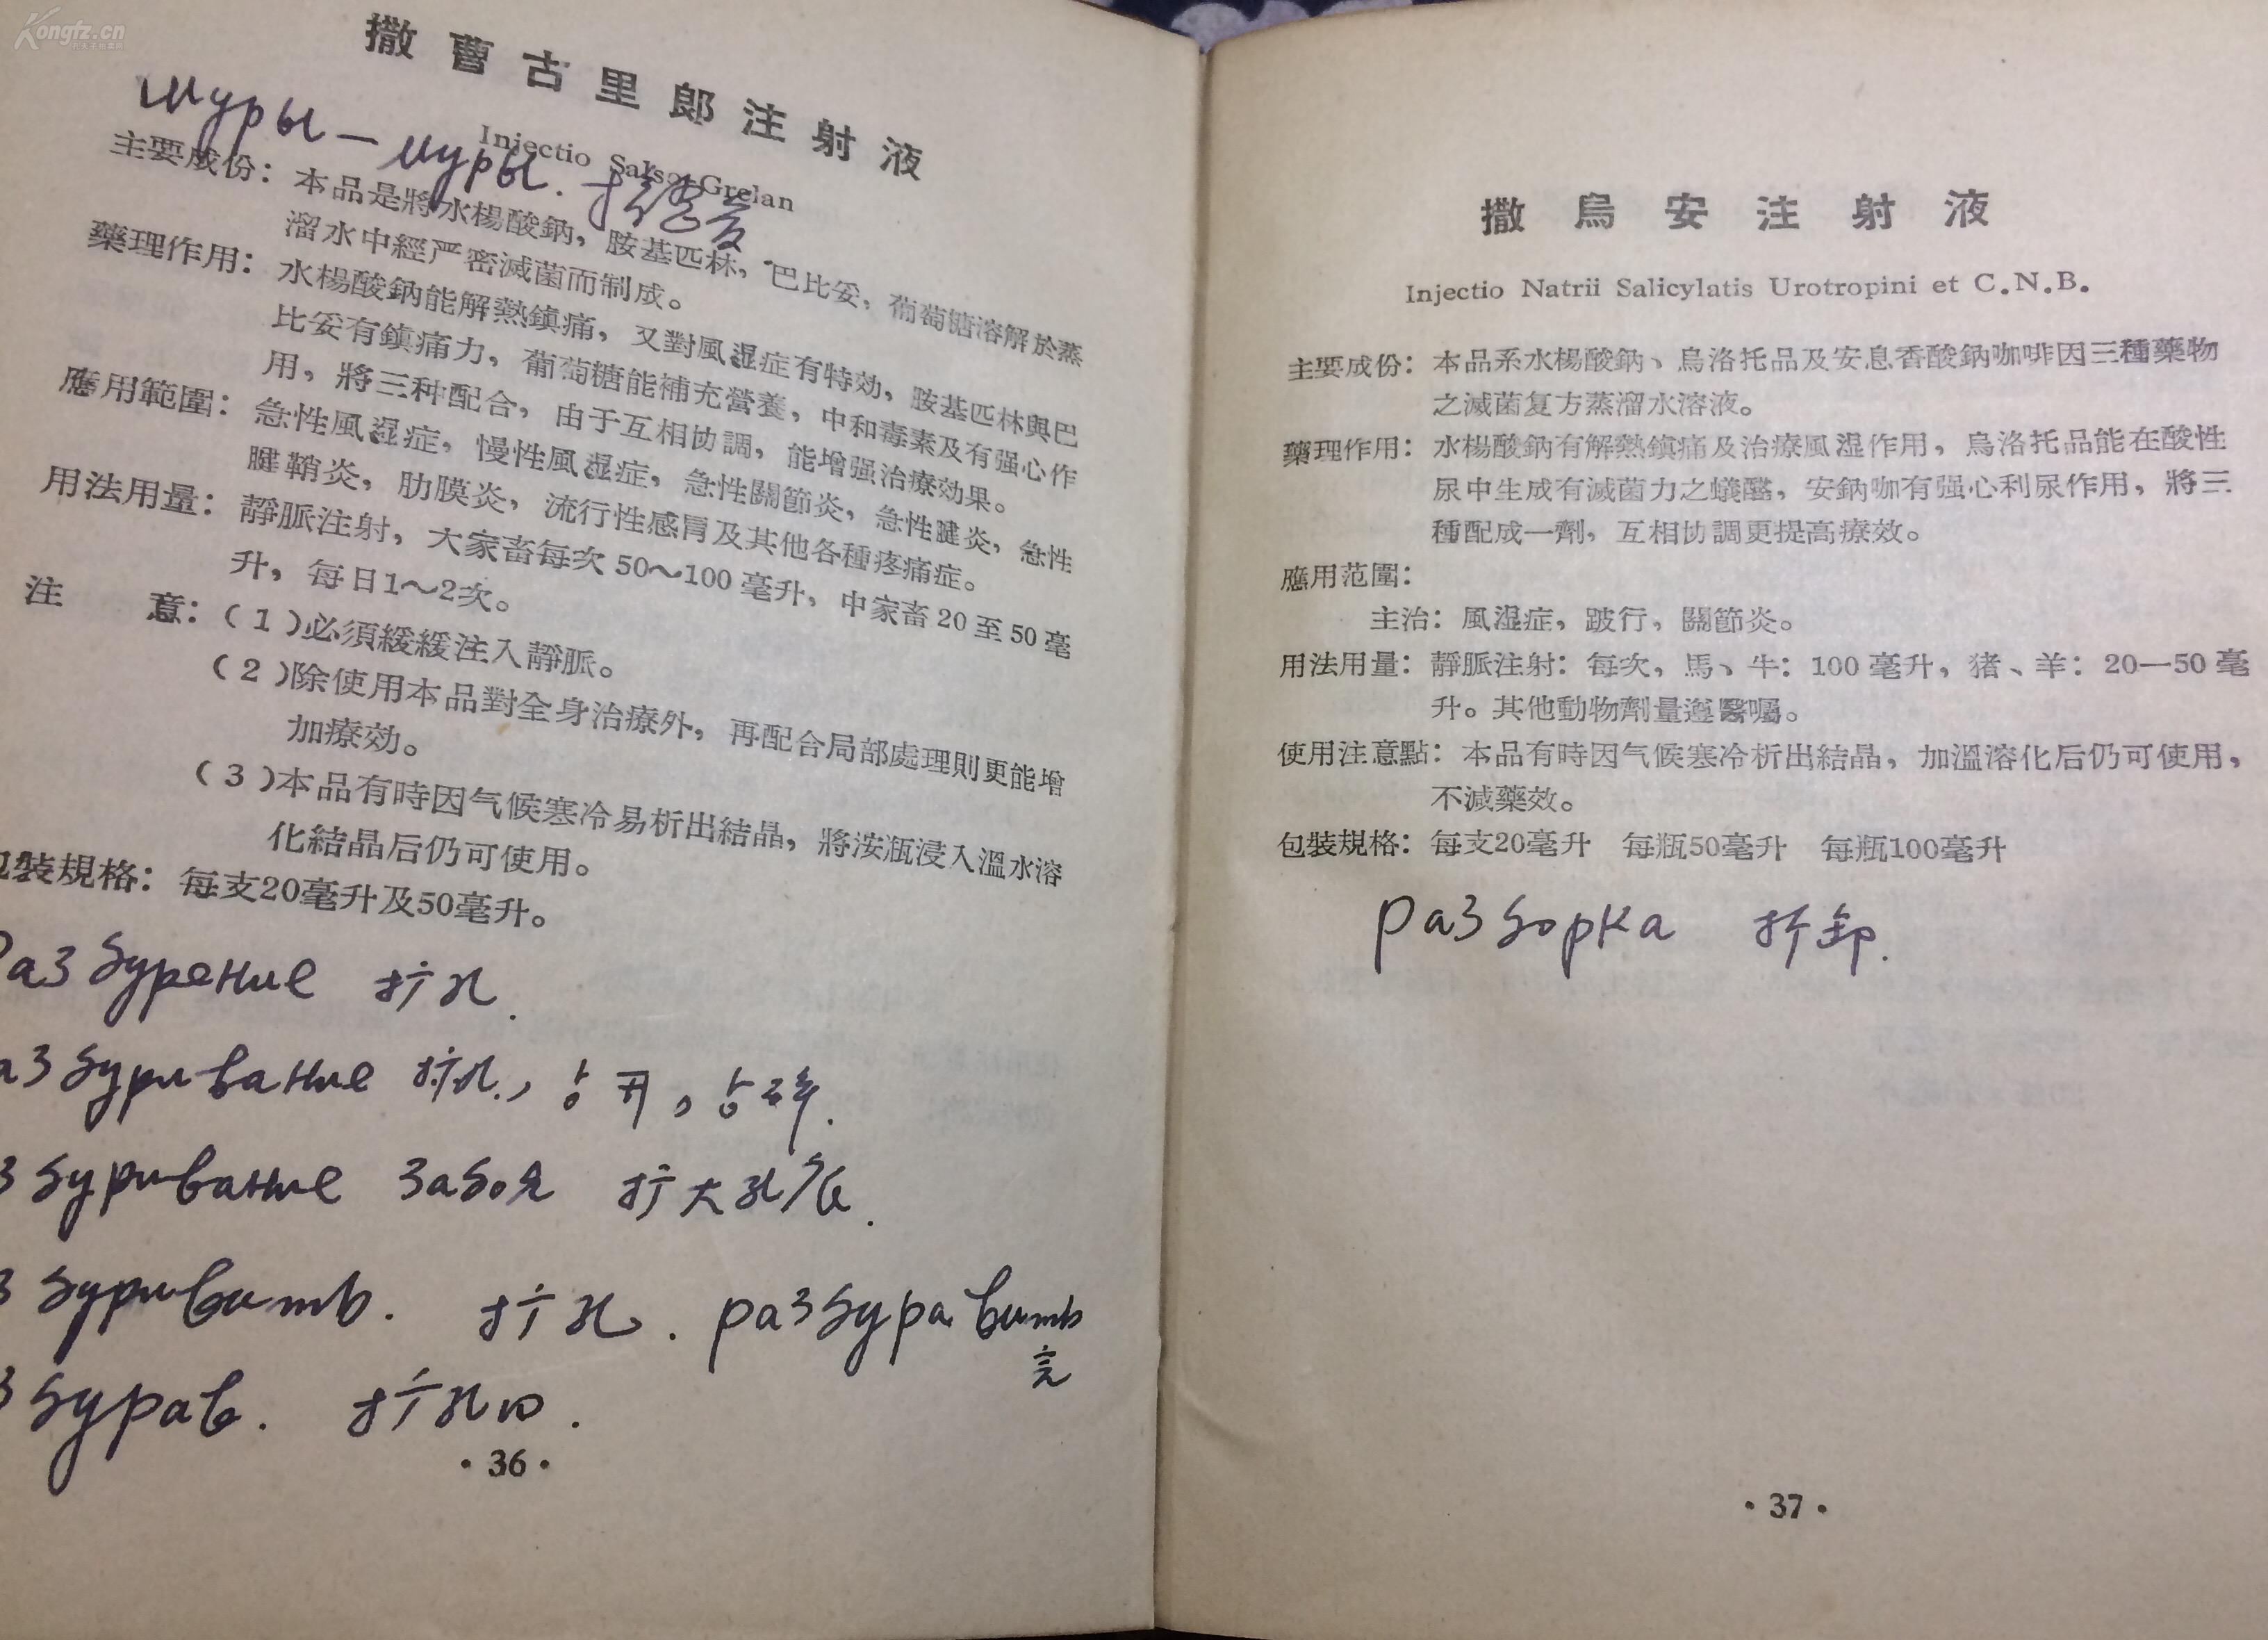 Kongfz.cn
撒曹古里郎注射液
Injectio Salso-Grelan
шуры-муры.
主要成份：本品是將水楊酸鈉，胺基匹林，巴比妥，葡萄糖溶解於蒸
溜水中經严密滅菌而制成。
藥理作用：水楊酸鈉能解熱鎮痛，又對風湿症有特効，胺基匹林與巴
比妥有鎮痛力，葡萄糖能補充營養，中和毒素及有强心作
用，將三种配合，由于互相协調，能增强治療効果。
應用範圍：急性風湿症，慢性風湿症，急性關節炎，急性腱炎，急性
腱鞘炎，肋膜炎，流行性感冒及其他各種疼痛症。
用法用量：靜脈注射，大家畜每次50～100毫升，中家畜20至50毫
升，每日1～2次。
注　　意：（1）必須緩緩注入靜脈。
（2）除使用本品對全身治療外，再配合局部處理則更能增
加療効。
（3）本品有時因气候寒冷易析出結晶，將洝瓶浸入溫水溶
化結晶后仍可使用。
包裝規格：每支20毫升及50毫升。
Разбурение 扩孔.
азбуривание 扩孔., 占开, 占碎.
збуривание забоя 扩大孔底.
збуривать. 扩孔. разбуравить
完
збурав. 扩孔口.
·36·
撒烏安注射液
Injectio Natrii Salicylatis Urotropini et C.N.B.
主要成份：本品系水楊酸鈉、烏洛托品及安息香酸鈉咖啡因三種藥物
之滅菌复方蒸溜水溶液。
藥理作用：水楊酸鈉有解熱鎮痛及治療風湿作用，烏洛托品能在酸性
尿中生成有滅菌力之蟻醛，安鈉咖有强心利尿作用，將三
種配成一劑，互相协調更提高療效。
應用范圍：
主治：風湿症，跛行，關節炎。
用法用量：靜脈注射：每次，馬、牛：100毫升，猪、羊：20—50毫
升。其他動物劑量遵醫囑。
使用注意點：本品有時因气候寒冷析出結晶，加溫溶化后仍可使用，
不減藥效。
包裝規格：每支20毫升　每瓶50毫升　每瓶100毫升
разборка 拆卸.
·37·